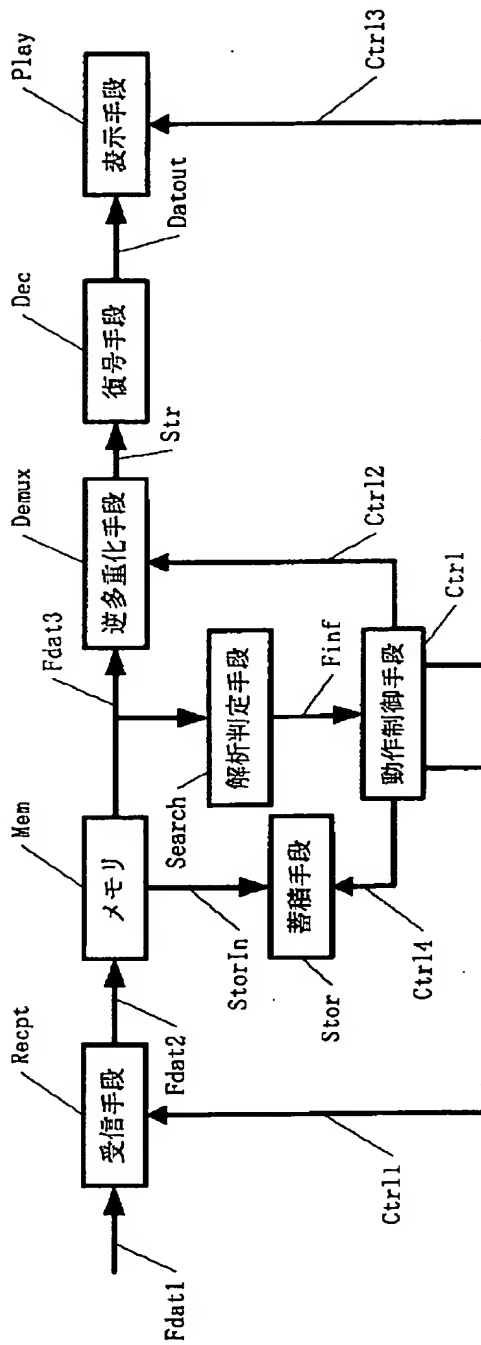 Fdat1
Recpt
受信手段
Fdat2
Ctrl1
Mem
メモリ
StorIn
Stor
蓄積手段
Ctrl4
Fdat3
Search
解析判定手段
Finf
動作制御手段
Ctrl
Ctrl2
Demux
逆多重化手段
Str
Dec
復号手段
Datout
Play
表示手段
Ctrl3